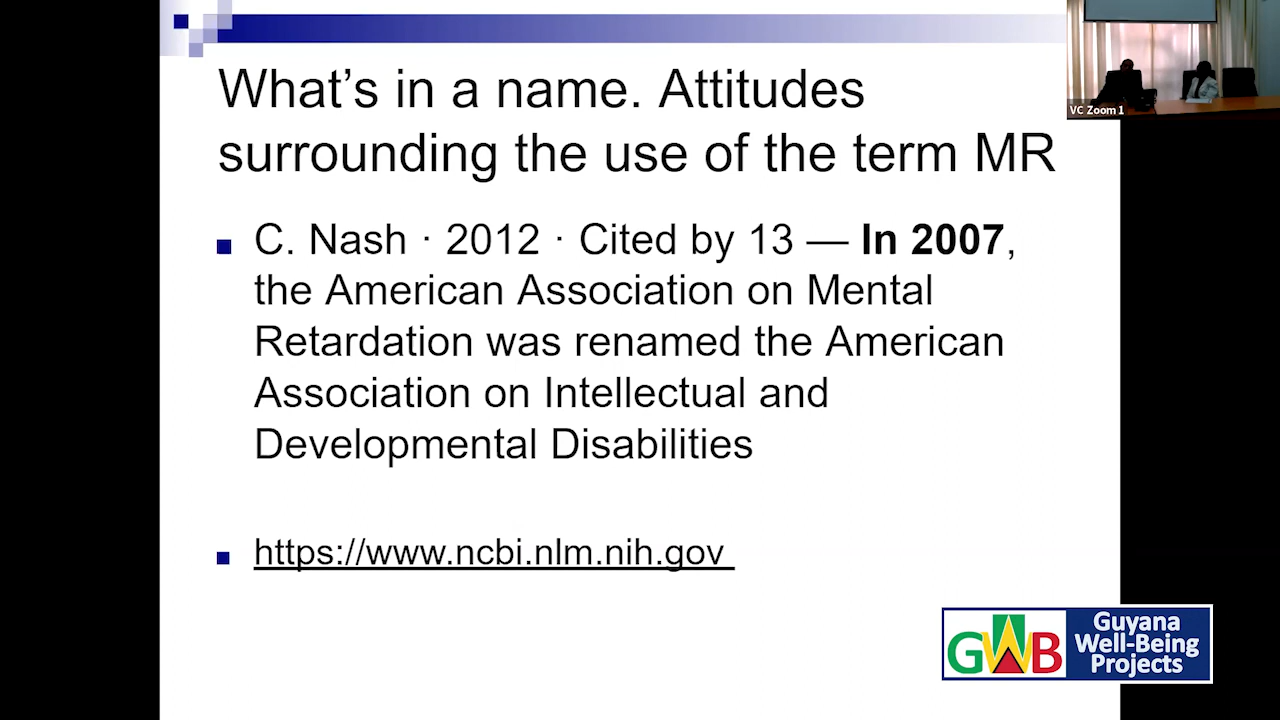 What's in a name. Attitudes
surrounding the use of the term MR
C. Nash · 2012 · Cited by 13 — In 2007,
the American Association on Mental
Retardation was renamed the American
Association on Intellectual and
Developmental Disabilities
https://www.ncbi.nlm.nih.gov
VC Zoom 1
GWB
Guyana
Well-Being
Projects